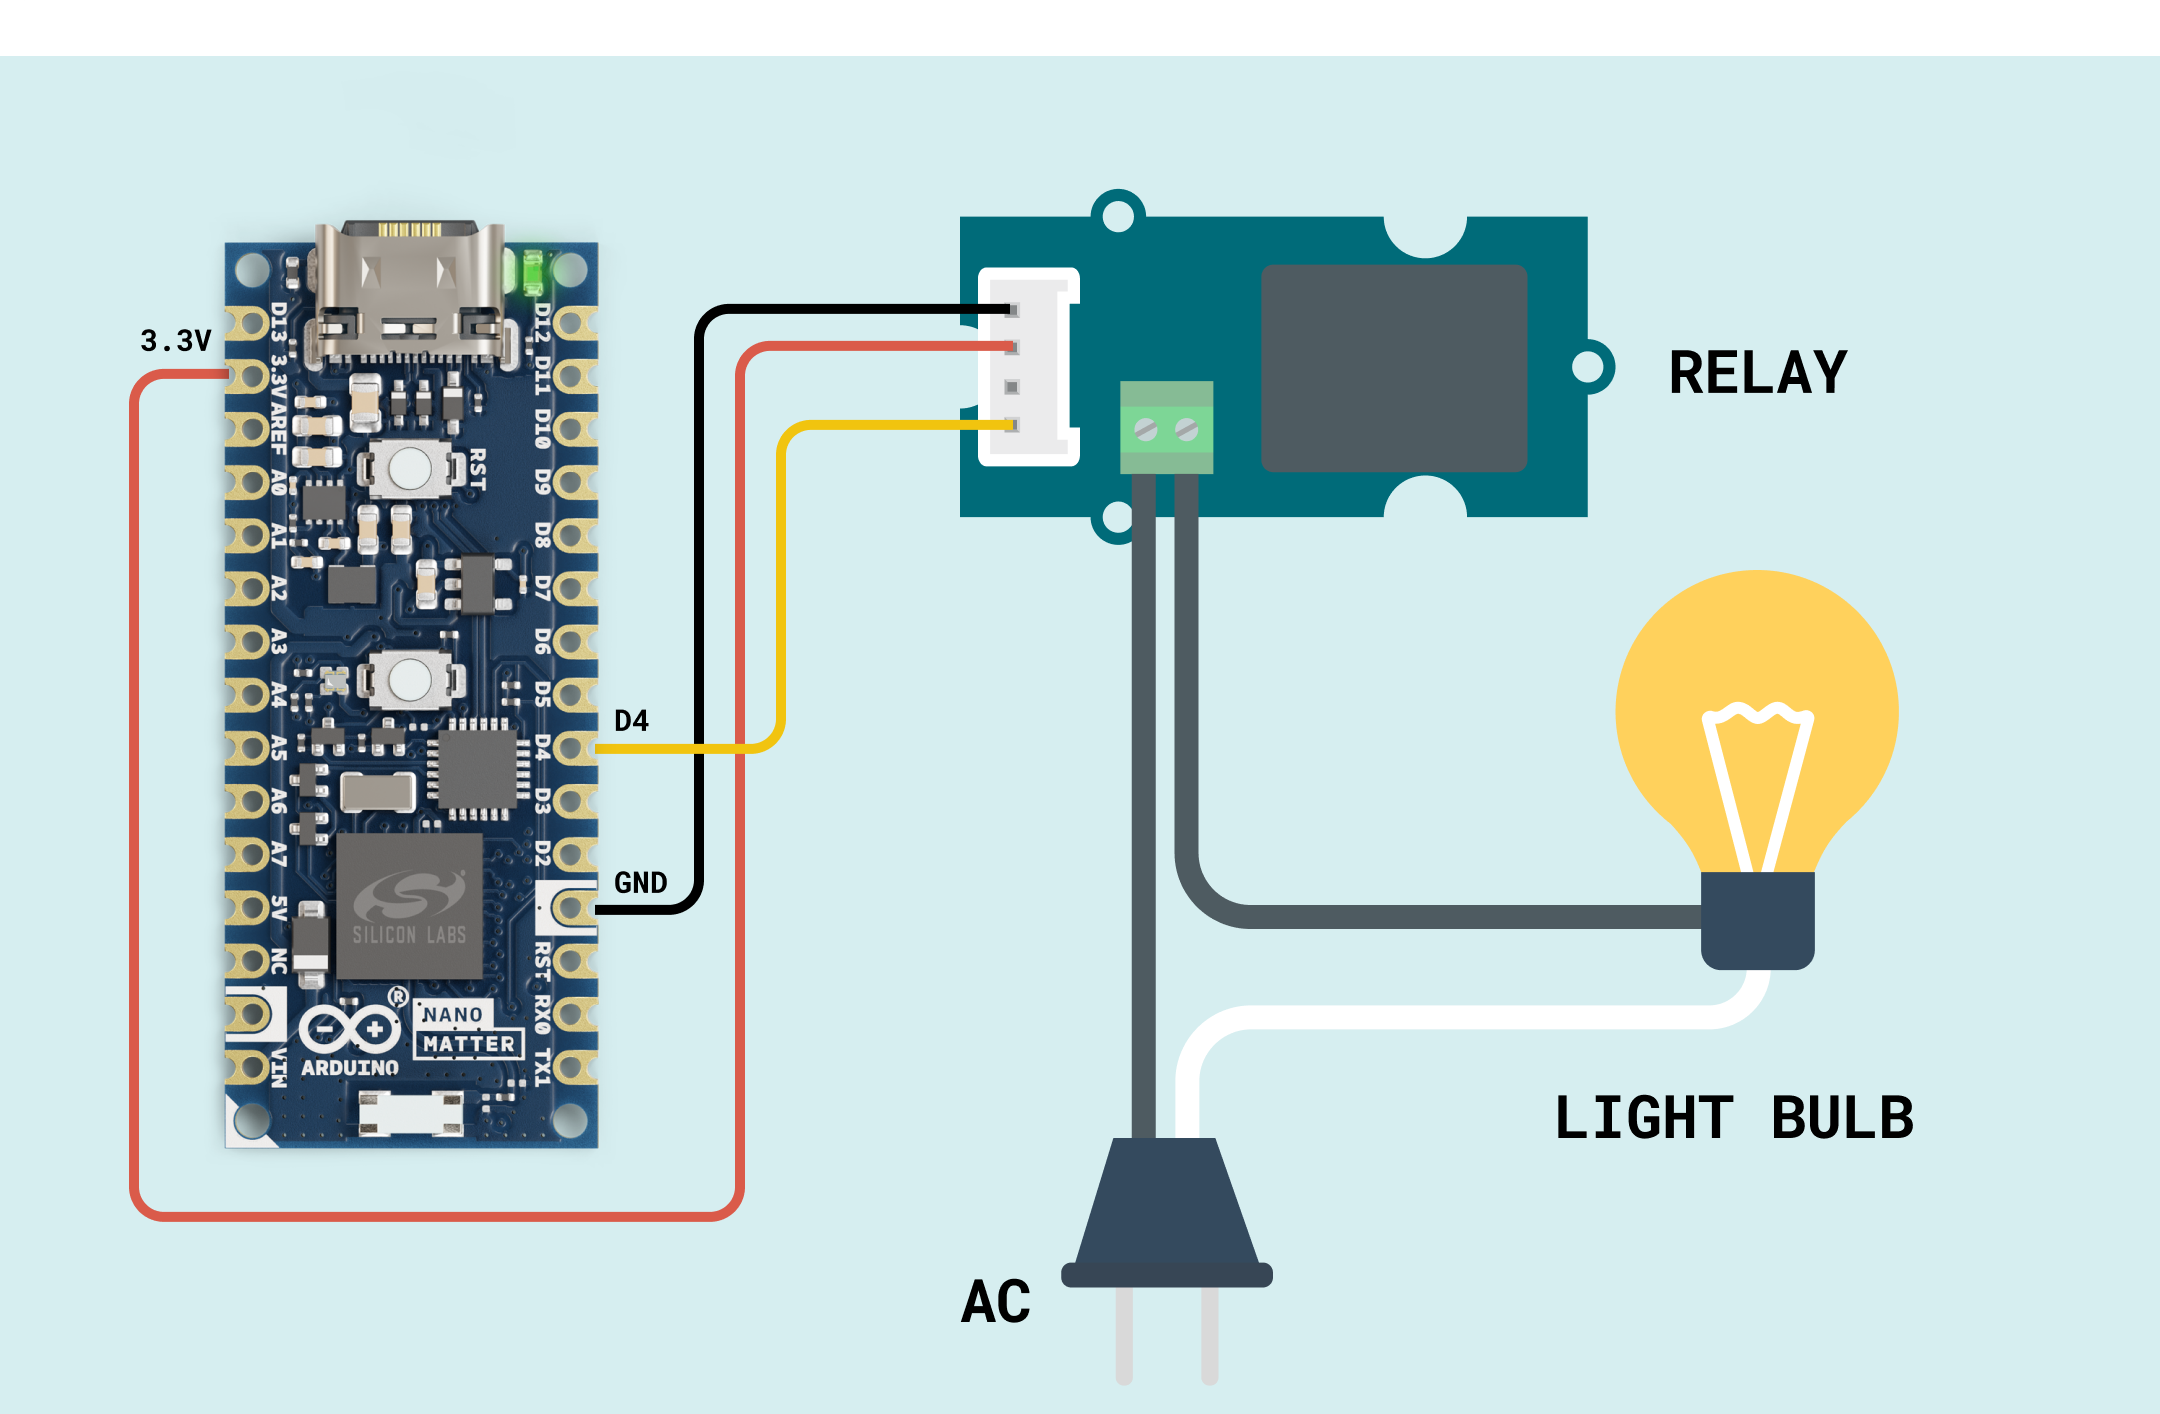 3.3V
D13
3.3V
AREF
A0
A1
A2
A3
A4
A5
A6
A7
5V
NC
VIN
RST
D12
D11
D10
D9
D8
D7
D6
D5
D4
D3
D2
RST
RX0
TX1
SILICON LABS
®
NANO
MATTER
ARDUINO
D4
GND
RELAY
LIGHT BULB
AC